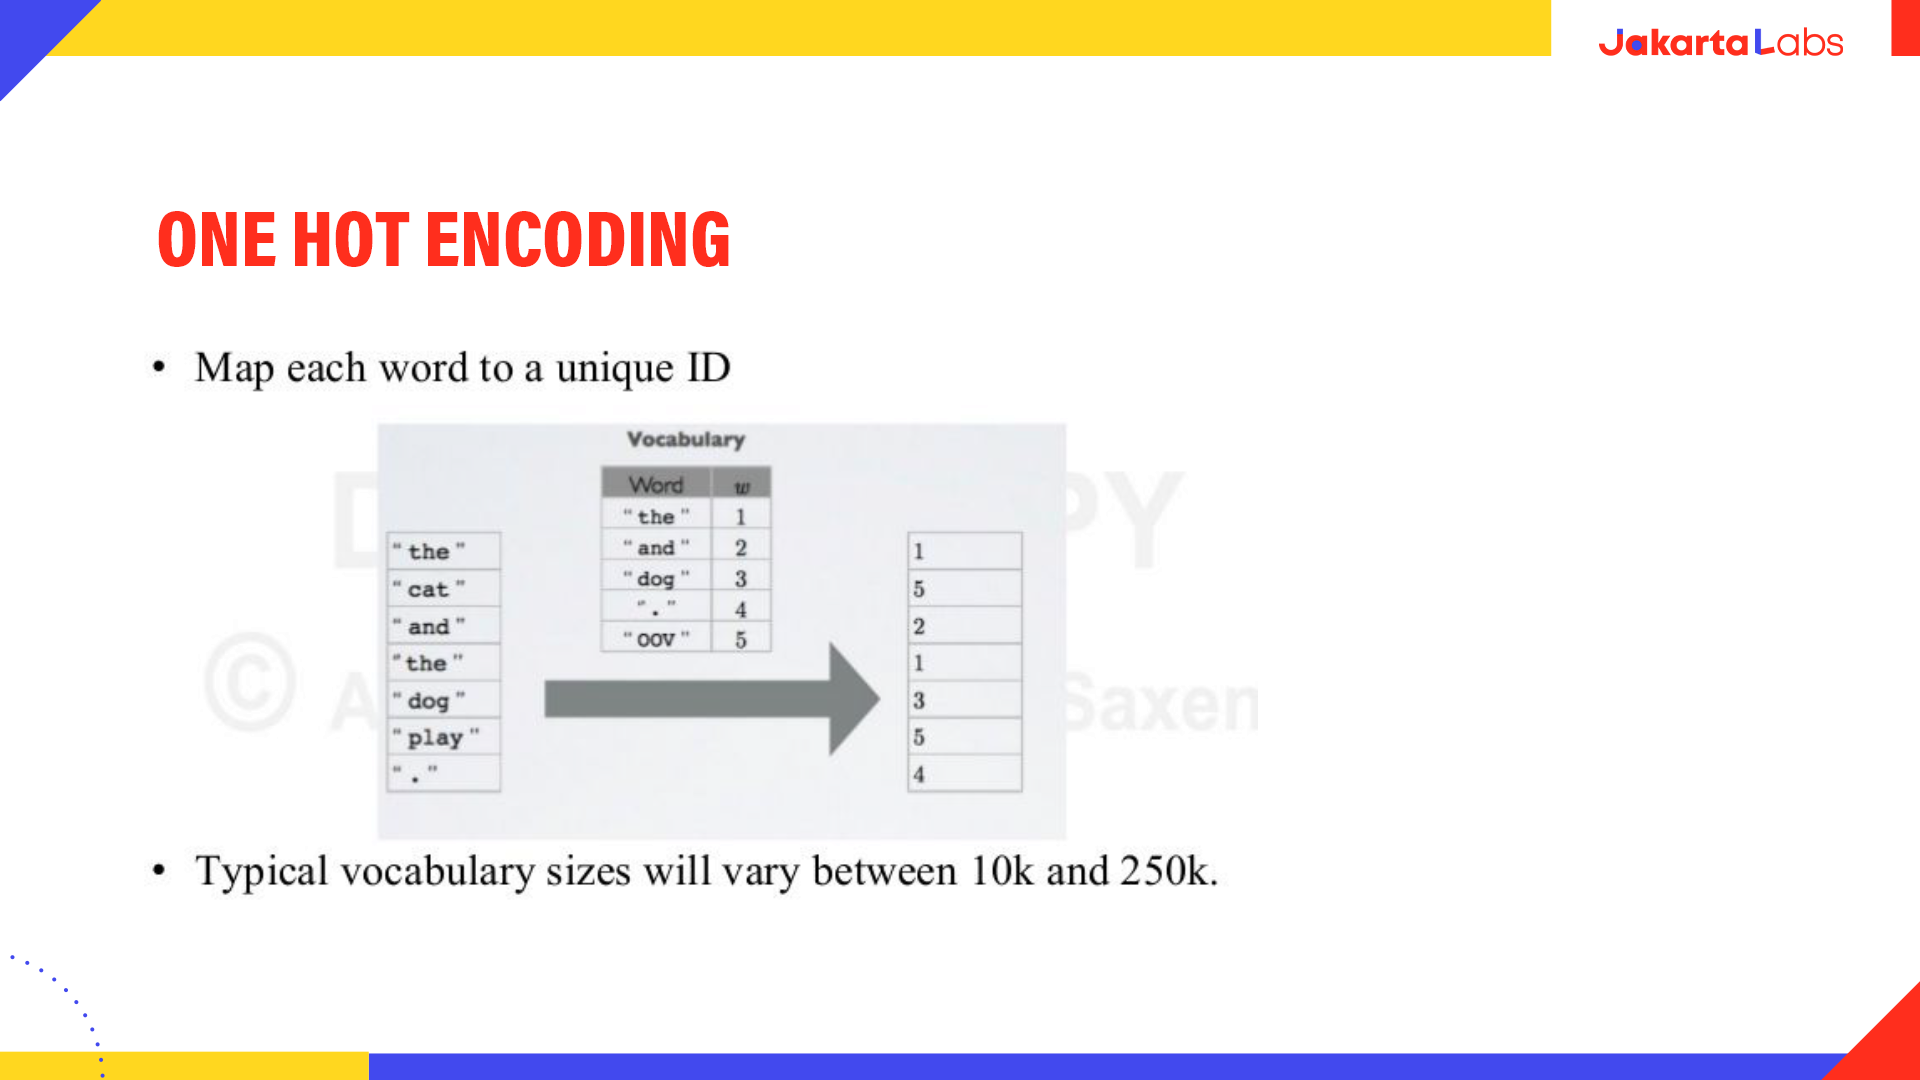 JakartaLabs
ONE HOT ENCODING
• Map each word to a unique ID
Vocabulary
Word w
"the" 1
"and" 2
"dog" 3
"." 4
"oov" 5
"the"
"cat"
"and"
"the"
"dog"
"play"
"."
1
5
2
1
3
5
4
PY
© A
Saxen
• Typical vocabulary sizes will vary between 10k and 250k.